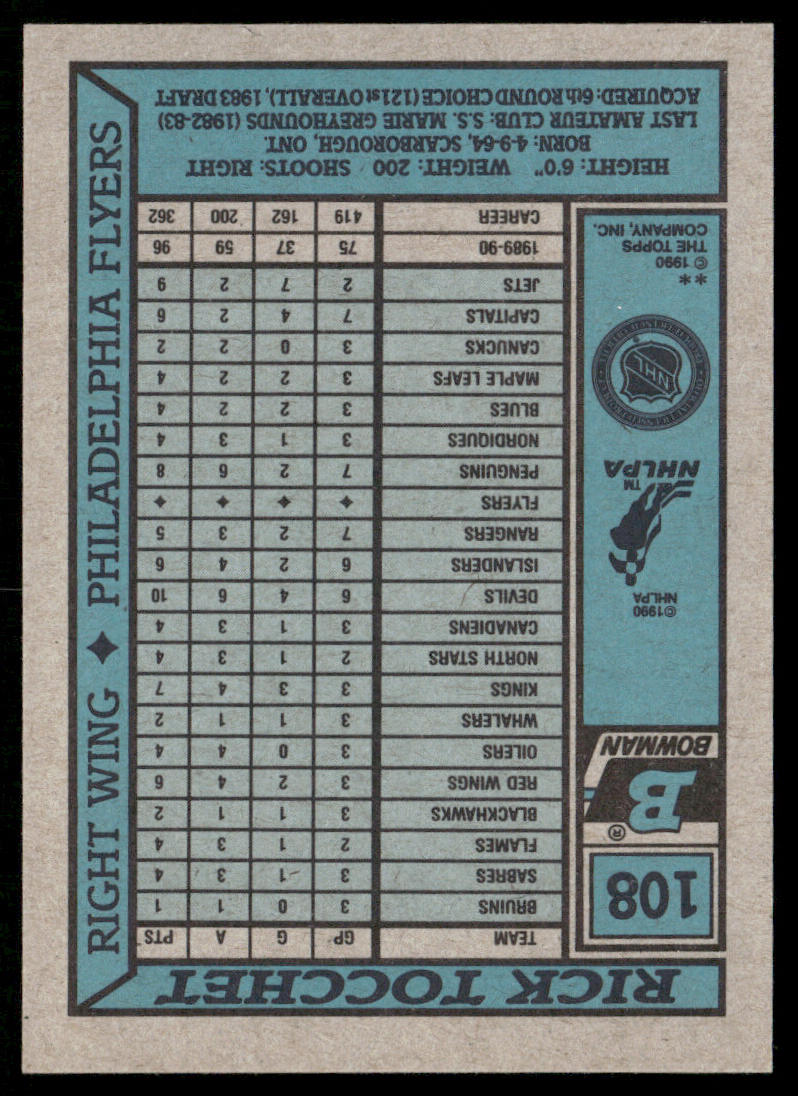 RICK TOCCHET
108
B®
BOWMAN
©1990
NHLPA
NHLPA™
NHL
**
© 1990
THE TOPPS
COMPANY, INC.
TEAM GP G A PTS
BRUINS 3 0 1 1
SABRES 3 1 3 4
FLAMES 2 1 3 4
BLACKHAWKS 3 1 1 2
RED WINGS 3 2 4 6
OILERS 3 0 4 4
WHALERS 3 1 1 2
KINGS 3 3 4 7
NORTH STARS 2 1 3 4
CANADIENS 3 1 3 4
DEVILS 6 4 6 10
ISLANDERS 6 2 4 6
RANGERS 7 2 3 5
FLYERS ✦ ✦ ✦ ✦
PENGUINS 7 2 6 8
NORDIQUES 3 1 3 4
BLUES 3 2 2 4
MAPLE LEAFS 3 2 2 4
CANUCKS 3 0 2 2
CAPITALS 7 4 2 6
JETS 2 7 2 9
1989-90 75 37 59 96
CAREER 419 162 200 362
HEIGHT: 6'0" WEIGHT: 200 SHOOTS: RIGHT
BORN: 4-9-64, SCARBOROUGH, ONT.
LAST AMATEUR CLUB: S.S. MARIE GREYHOUNDS (1982-83)
ACQUIRED: 6th ROUND CHOICE (121st OVERALL), 1983 DRAFT
RIGHT WING ✦ PHILADELPHIA FLYERS